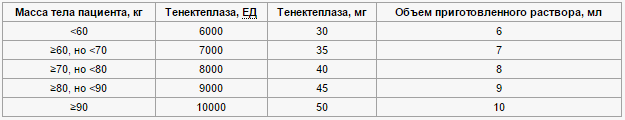 Масса тела пациента, кг Тенектеплаза, ЕД Тенектеплаза, мг Объем приготовленного раствора, мл
<60 6000 30 6
≥60, но <70 7000 35 7
≥70, но <80 8000 40 8
≥80, но <90 9000 45 9
≥90 10000 50 10